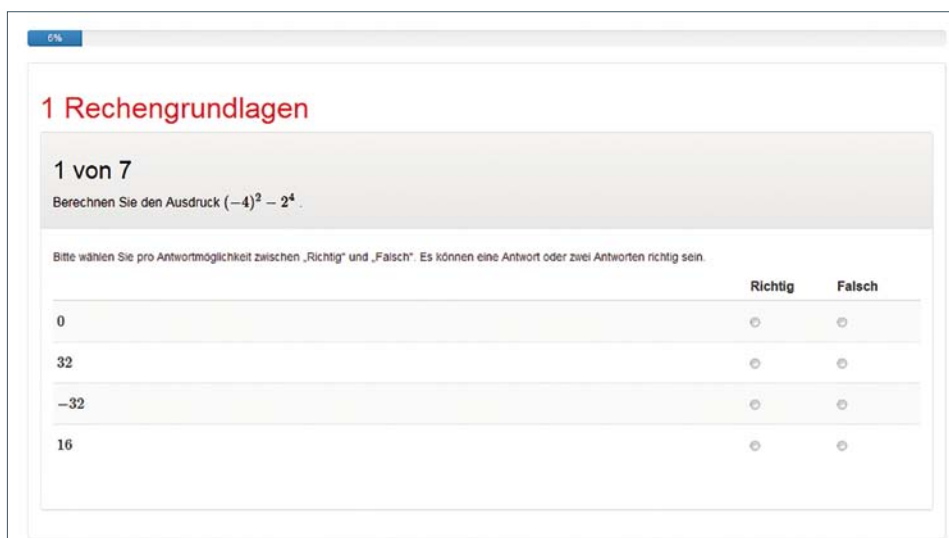 6%
1 Rechengrundlagen
1 von 7
Berechnen Sie den Ausdruck (−4)² − 2⁴ .
Bitte wählen Sie pro Antwortmöglichkeit zwischen „Richtig“ und „Falsch“. Es können eine Antwort oder zwei Antworten richtig sein.
Richtig Falsch
0
32
−32
16